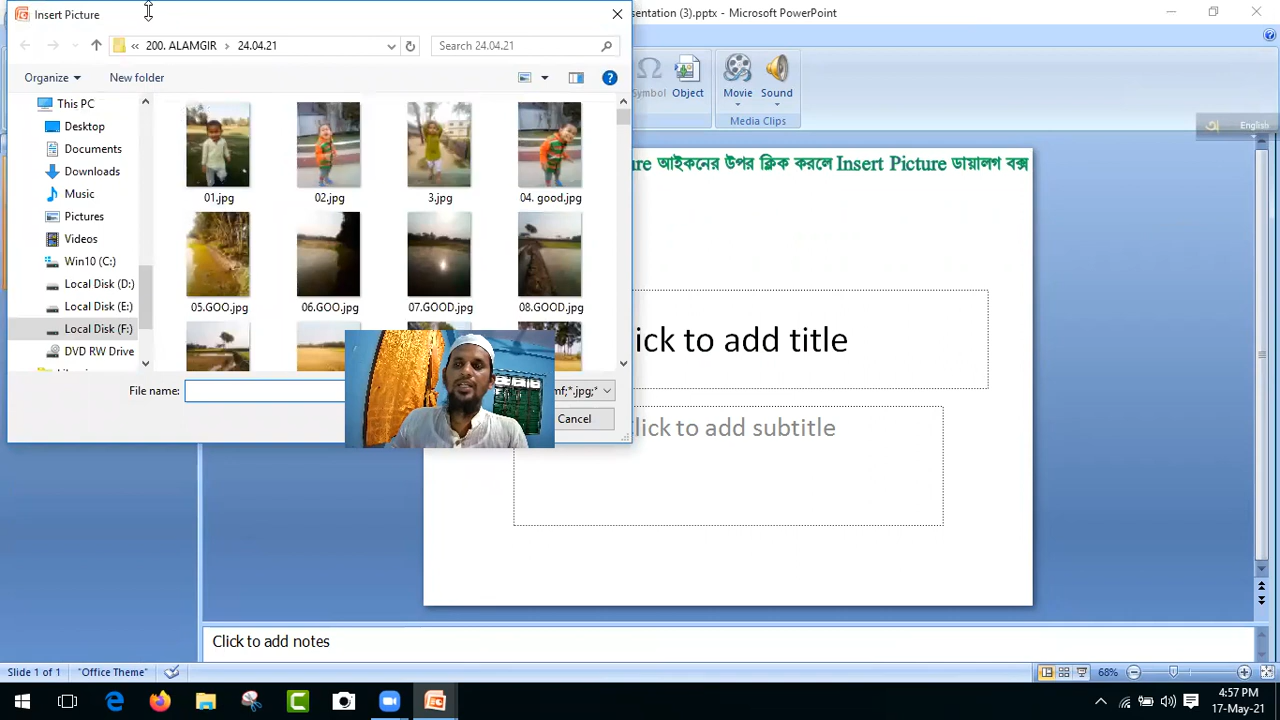 Insert Picture
esentation (3).pptx - Microsoft PowerPoint
« 200. ALAMGIR › 24.04.21
Search 24.04.21
Organize
New folder
Symbol
Object
Movie
Sound
Media Clips
English
This PC
Desktop
Documents
Downloads
Music
Pictures
Videos
Win10 (C:)
Local Disk (D:)
Local Disk (E:)
Local Disk (F:)
DVD RW Drive
01.jpg
02.jpg
3.jpg
04. good.jpg
05.GOO.jpg
06.GOO.jpg
07.GOOD.jpg
08.GOOD.jpg
File name:
mf;*.jpg;*
Cancel
ure আইকনের উপর ক্লিক করলে Insert Picture ডায়ালগ বক্স
ick to add title
lick to add subtitle
Click to add notes
Slide 1 of 1
"Office Theme"
68%
4:57 PM
17-May-21